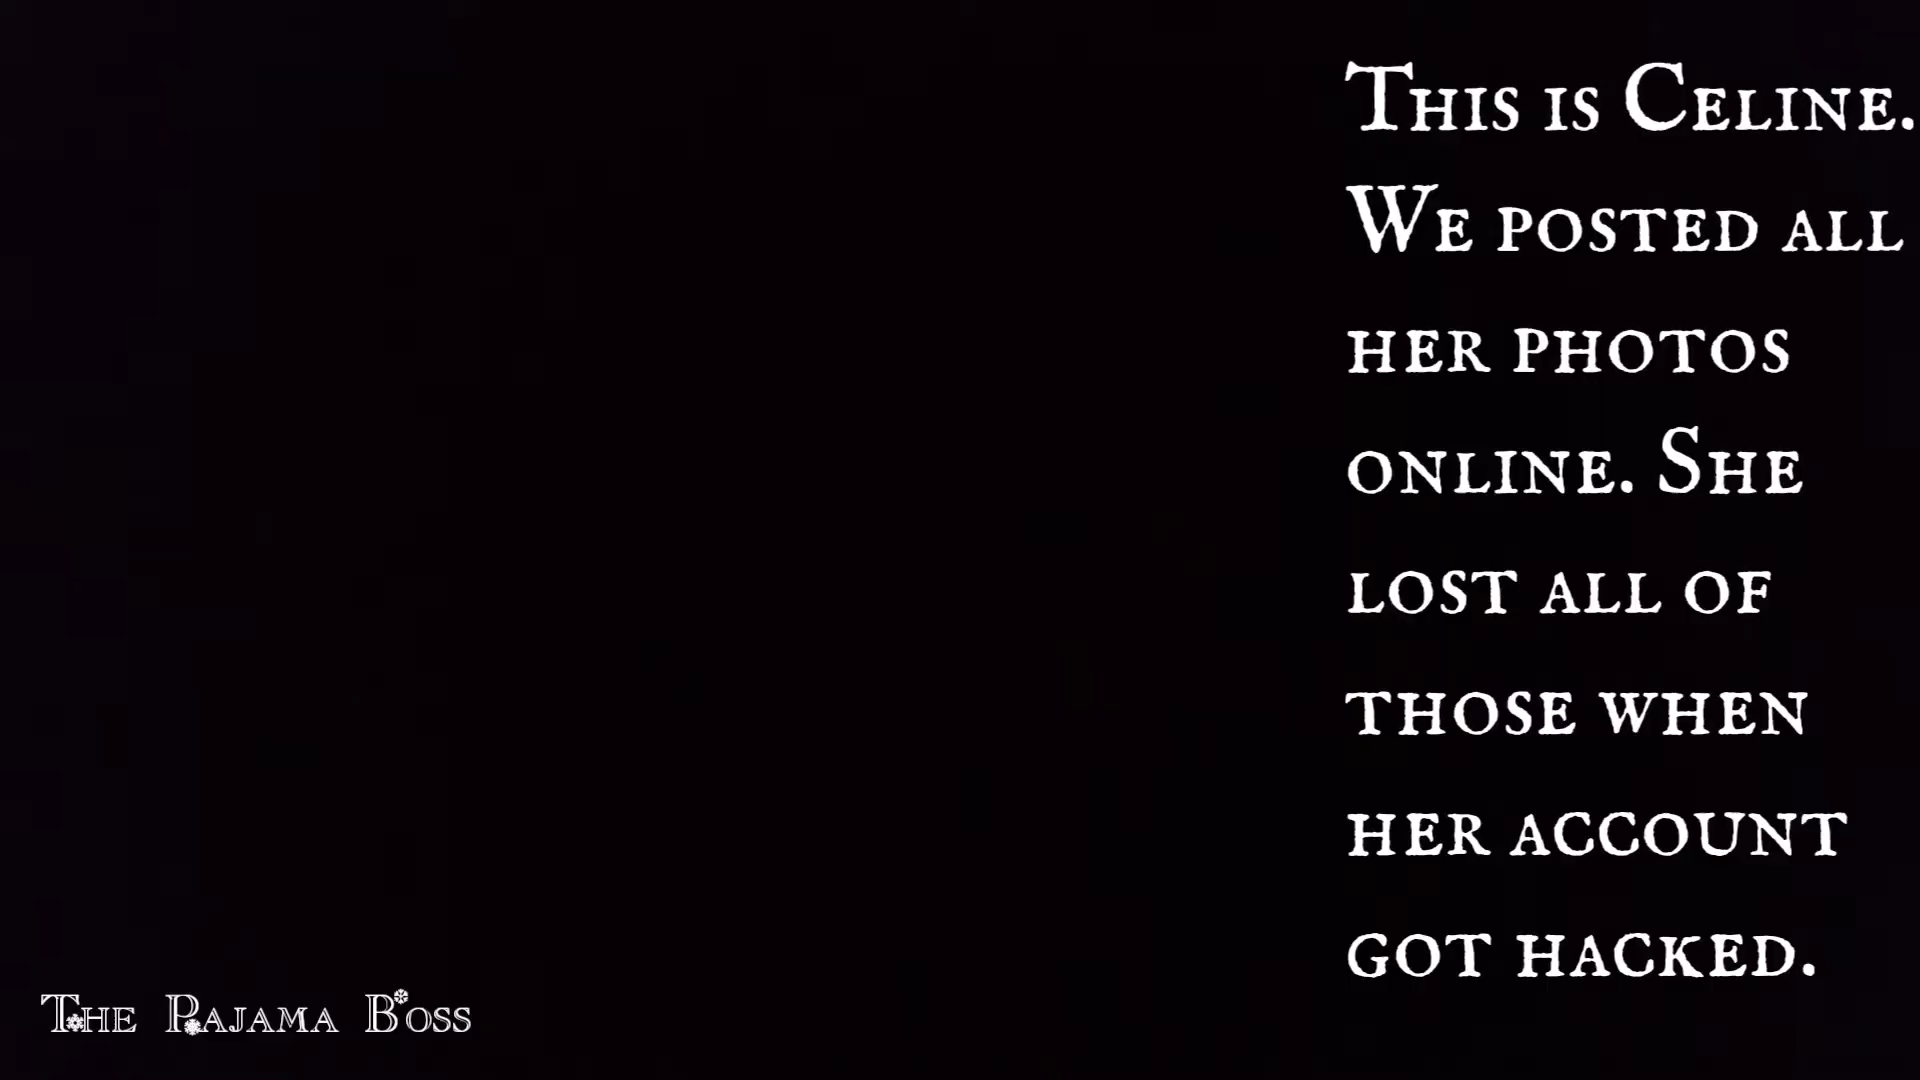 This is Celine.
We posted all
her photos
online. She
lost all of
those when
her account
got hacked.
The Pajama Boss